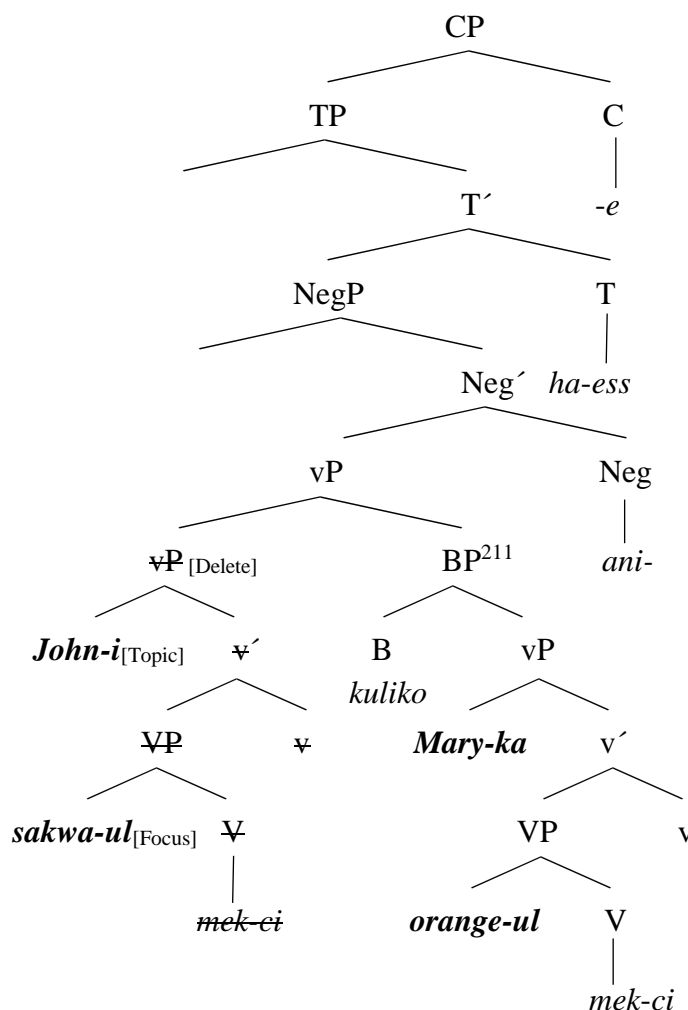 CP
TP C
T´ -e
NegP T
Neg´ ha-ess
vP Neg
vP [Delete] BP211 ani-
John-i[Topic] v´ B vP
kuliko
VP v Mary-ka v´
sakwa-ul[Focus] V VP v
mek-ci orange-ul V
mek-ci